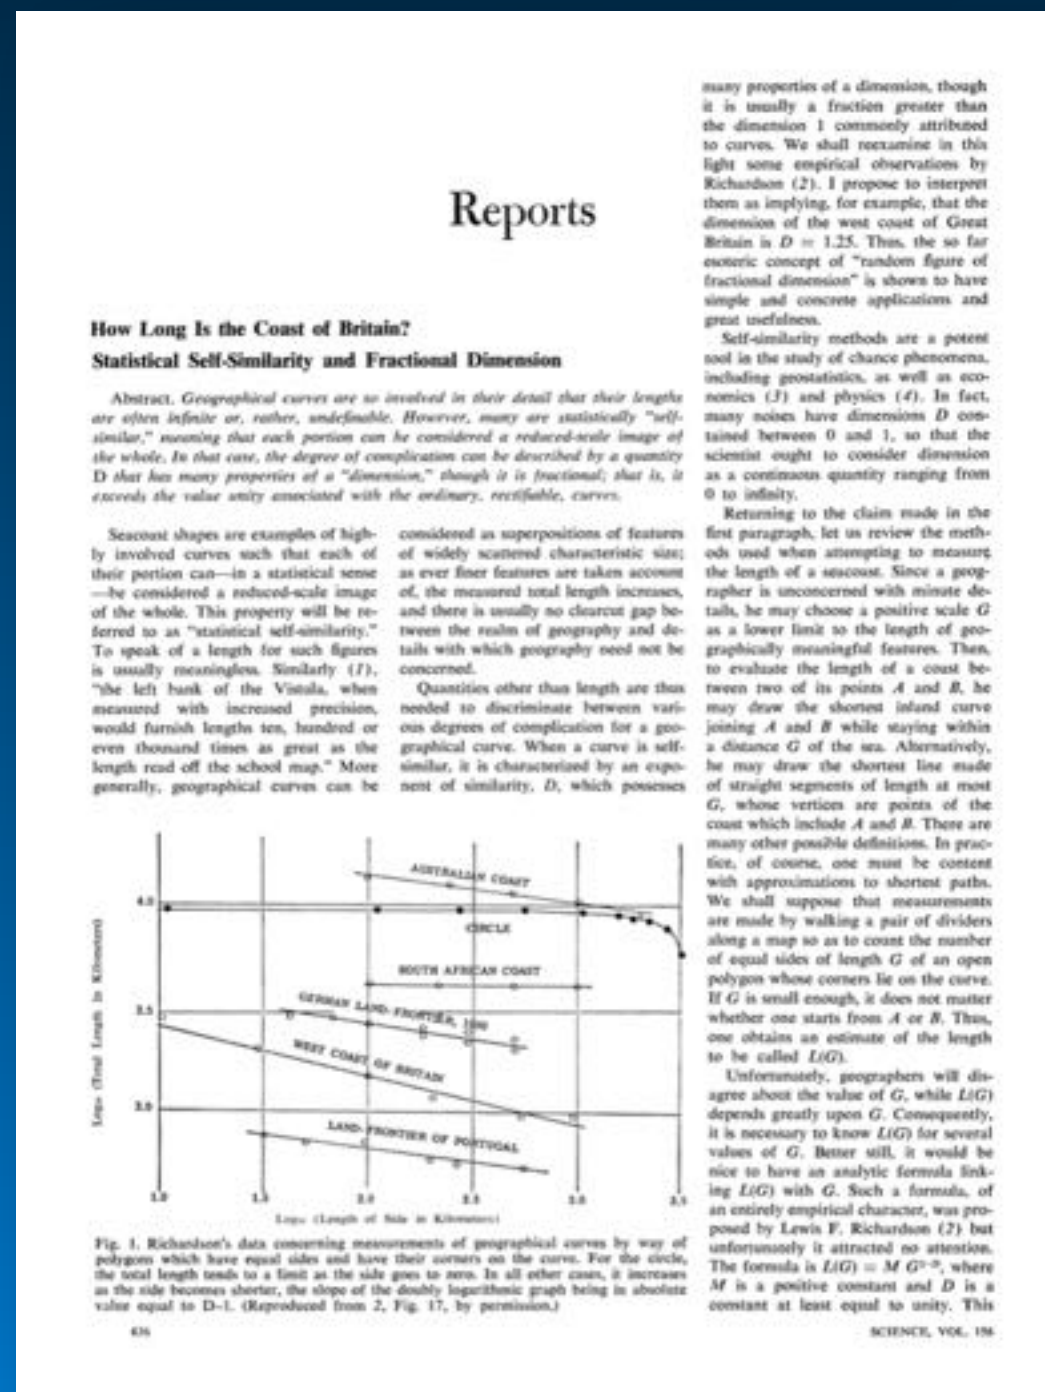 Reports
How Long Is the Coast of Britain?
Statistical Self-Similarity and Fractional Dimension
Abstract. Geographical curves are so involved in their detail that their lengths
are often infinite or, rather, undefinable. However, many are statistically "self-
similar," meaning that each portion can be considered a reduced-scale image of
the whole. In that case, the degree of complication can be described by a quantity
D that has many properties of a "dimension," though it is fractional; that is, it
exceeds the value unity associated with the ordinary, rectifiable, curves.
Seacoast shapes are examples of high-
ly involved curves such that each of
their portion can—in a statistical sense
—be considered a reduced-scale image
of the whole. This property will be re-
ferred to as "statistical self-similarity."
To speak of a length for such figures
is usually meaningless. Similarly (1),
"the left bank of the Vistula, when
measured with increased precision,
would furnish lengths ten, hundred or
even thousand times as great as the
length read off the school map." More
generally, geographical curves can be
considered as superpositions of features
of widely scattered characteristic size;
as ever finer features are taken account
of, the measured total length increases,
and there is usually no clearcut gap be-
tween the realm of geography and de-
tails with which geography need not be
concerned.
Quantities other than length are thus
needed to discriminate between vari-
ous degrees of complication for a geo-
graphical curve. When a curve is self-
similar, it is characterized by an expo-
nent of similarity, D, which possesses
many properties of a dimension, though
it is usually a fraction greater than
the dimension 1 commonly attributed
to curves. We shall reexamine in this
light some empirical observations by
Richardson (2). I propose to interpret
them as implying, for example, that the
dimension of the west coast of Great
Britain is D = 1.25. Thus, the so far
esoteric concept of "random figure of
fractional dimension" is shown to have
simple and concrete applications and
great usefulness.
Self-similarity methods are a potent
tool in the study of chance phenomena,
including geostatistics, as well as eco-
nomics (3) and physics (4). In fact,
many noises have dimensions D con-
tained between 0 and 1, so that the
scientist ought to consider dimension
as a continuous quantity ranging from
0 to infinity.
Returning to the claim made in the
first paragraph, let us review the meth-
ods used when attempting to measure
the length of a seacoast. Since a geog-
rapher is unconcerned with minute de-
tails, he may choose a positive scale G
as a lower limit to the length of geo-
graphically meaningful features. Then,
to evaluate the length of a coast be-
tween two of its points A and B, he
may draw the shortest inland curve
joining A and B while staying within
a distance G of the sea. Alternatively,
he may draw the shortest line made
of straight segments of length at most
G, whose vertices are points of the
coast which include A and B. There are
many other possible definitions. In prac-
tice, of course, one must be content
with approximations to shortest paths.
We shall suppose that measurements
are made by walking a pair of dividers
along a map so as to count the number
of equal sides of length G of an open
polygon whose corners lie on the curve.
If G is small enough, it does not matter
whether one starts from A or B. Thus,
one obtains an estimate of the length
to be called L(G).
Unfortunately, geographers will dis-
agree about the value of G, while L(G)
depends greatly upon G. Consequently,
it is necessary to know L(G) for several
values of G. Better still, it would be
nice to have an analytic formula link-
ing L(G) with G. Such a formula, of
an entirely empirical character, was pro-
posed by Lewis F. Richardson (2) but
unfortunately it attracted no attention.
The formula is L(G) = M G¹⁻ᴰ, where
M is a positive constant and D is a
constant at least equal to unity. This
AUSTRALIAN COAST
4.0
CIRCLE
SOUTH AFRICAN COAST
GERMAN LAND-FRONTIER, 1900
3.5
WEST COAST OF BRITAIN
3.0
LAND-FRONTIER OF PORTUGAL
Log₁₀ (Total Length in Kilometers)
1.0 1.5 2.0 2.5 3.0 3.5
Log₁₀ (Length of Side in Kilometers)
Fig. 1. Richardson's data concerning measurements of geographical curves by way of
polygons which have equal sides and have their corners on the curve. For the circle,
the total length tends to a limit as the side goes to zero. In all other cases, it increases
as the side becomes shorter, the slope of the doubly logarithmic graph being in absolute
value equal to D-1. (Reproduced from 2, Fig. 17, by permission.)
636
SCIENCE, VOL. 156